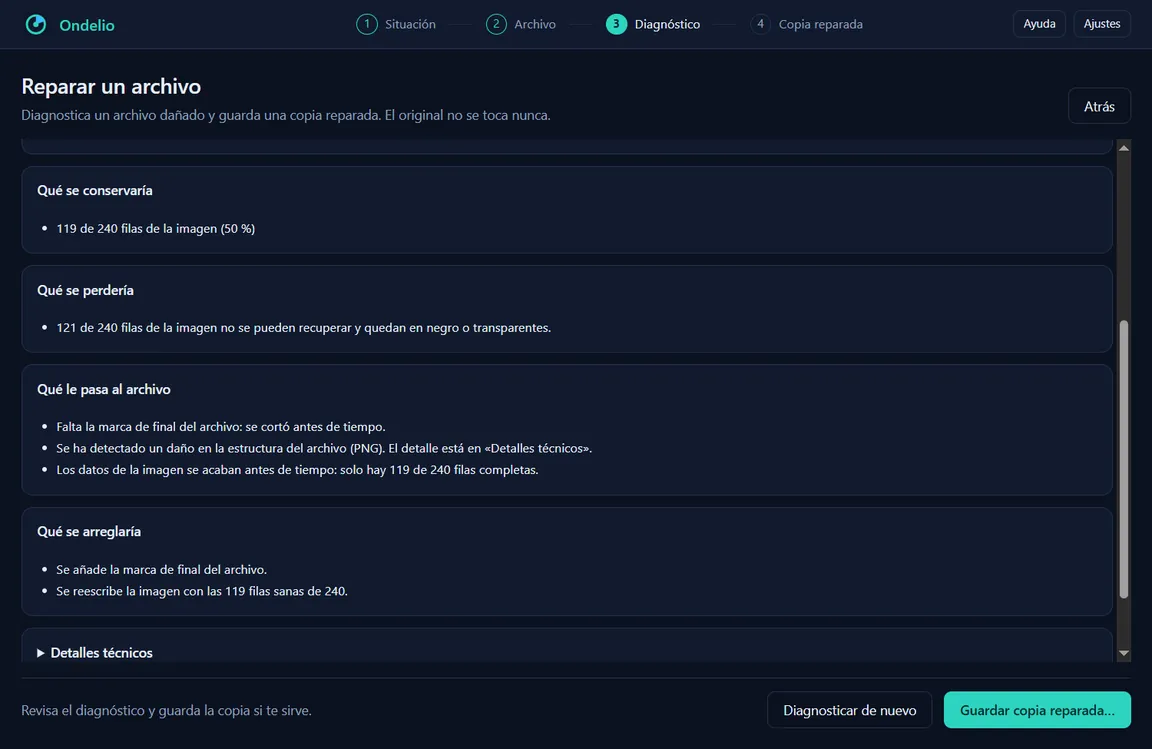 Ondelio
1 Situación
2 Archivo
3 Diagnóstico
4 Copia reparada
Ayuda
Ajustes
Reparar un archivo
Diagnostica un archivo dañado y guarda una copia reparada. El original no se toca nunca.
Atrás
Qué se conservaría
• 119 de 240 filas de la imagen (50 %)
Qué se perdería
• 121 de 240 filas de la imagen no se pueden recuperar y quedan en negro o transparentes.
Qué le pasa al archivo
• Falta la marca de final del archivo: se cortó antes de tiempo.
• Se ha detectado un daño en la estructura del archivo (PNG). El detalle está en «Detalles técnicos».
• Los datos de la imagen se acaban antes de tiempo: solo hay 119 de 240 filas completas.
Qué se arreglaría
• Se añade la marca de final del archivo.
• Se reescribe la imagen con las 119 filas sanas de 240.
Detalles técnicos
Revisa el diagnóstico y guarda la copia si te sirve.
Diagnosticar de nuevo
Guardar copia reparada...